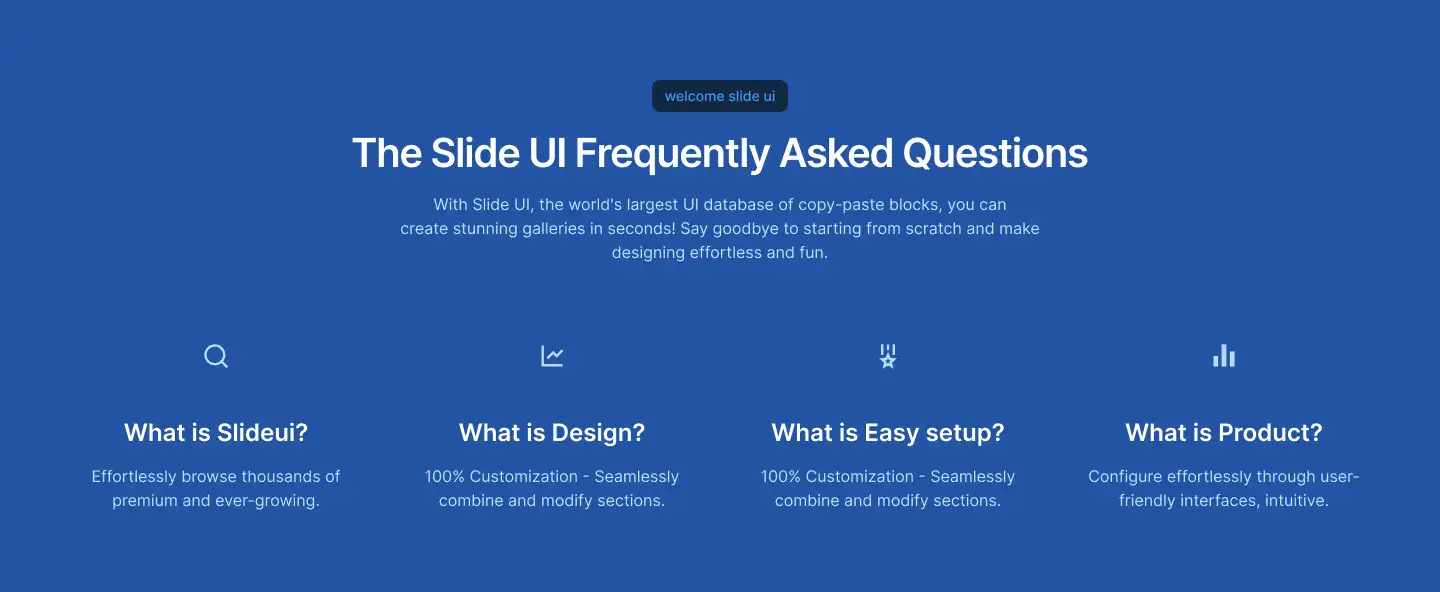 welcome slide ui
The Slide UI Frequently Asked Questions
With Slide UI, the world's largest UI database of copy-paste blocks, you can
create stunning galleries in seconds! Say goodbye to starting from scratch and make
designing effortless and fun.
What is Slideui?
Effortlessly browse thousands of
premium and ever-growing.
What is Design?
100% Customization - Seamlessly
combine and modify sections.
What is Easy setup?
100% Customization - Seamlessly
combine and modify sections.
What is Product?
Configure effortlessly through user-
friendly interfaces, intuitive.